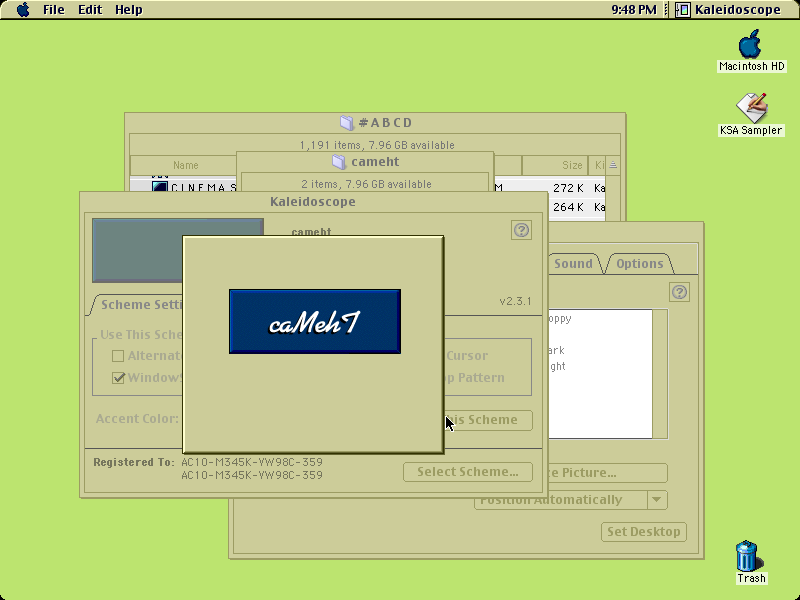 File Edit Help 9:48 PM Kaleidoscope
Macintosh HD
KSA Sampler
#ABCD
1,191 items, 7.96 GB available
Name Size Ki
cameht
2 items, 7.96 GB available
CINEMA S M 272 K Ka
264 K Ka
Kaleidoscope
cameht
v2.3.1
Scheme Setti
Use This Sche
Alternat Cursor
Window p Pattern
Accent Color: his Scheme
caMehT
Registered To: AC10-M345K-YW98C-359
AC10-M345K-YW98C-359
Select Scheme...
Sound Options
oppy
ark
ght
e Picture...
Position Automatically
Set Desktop
Trash